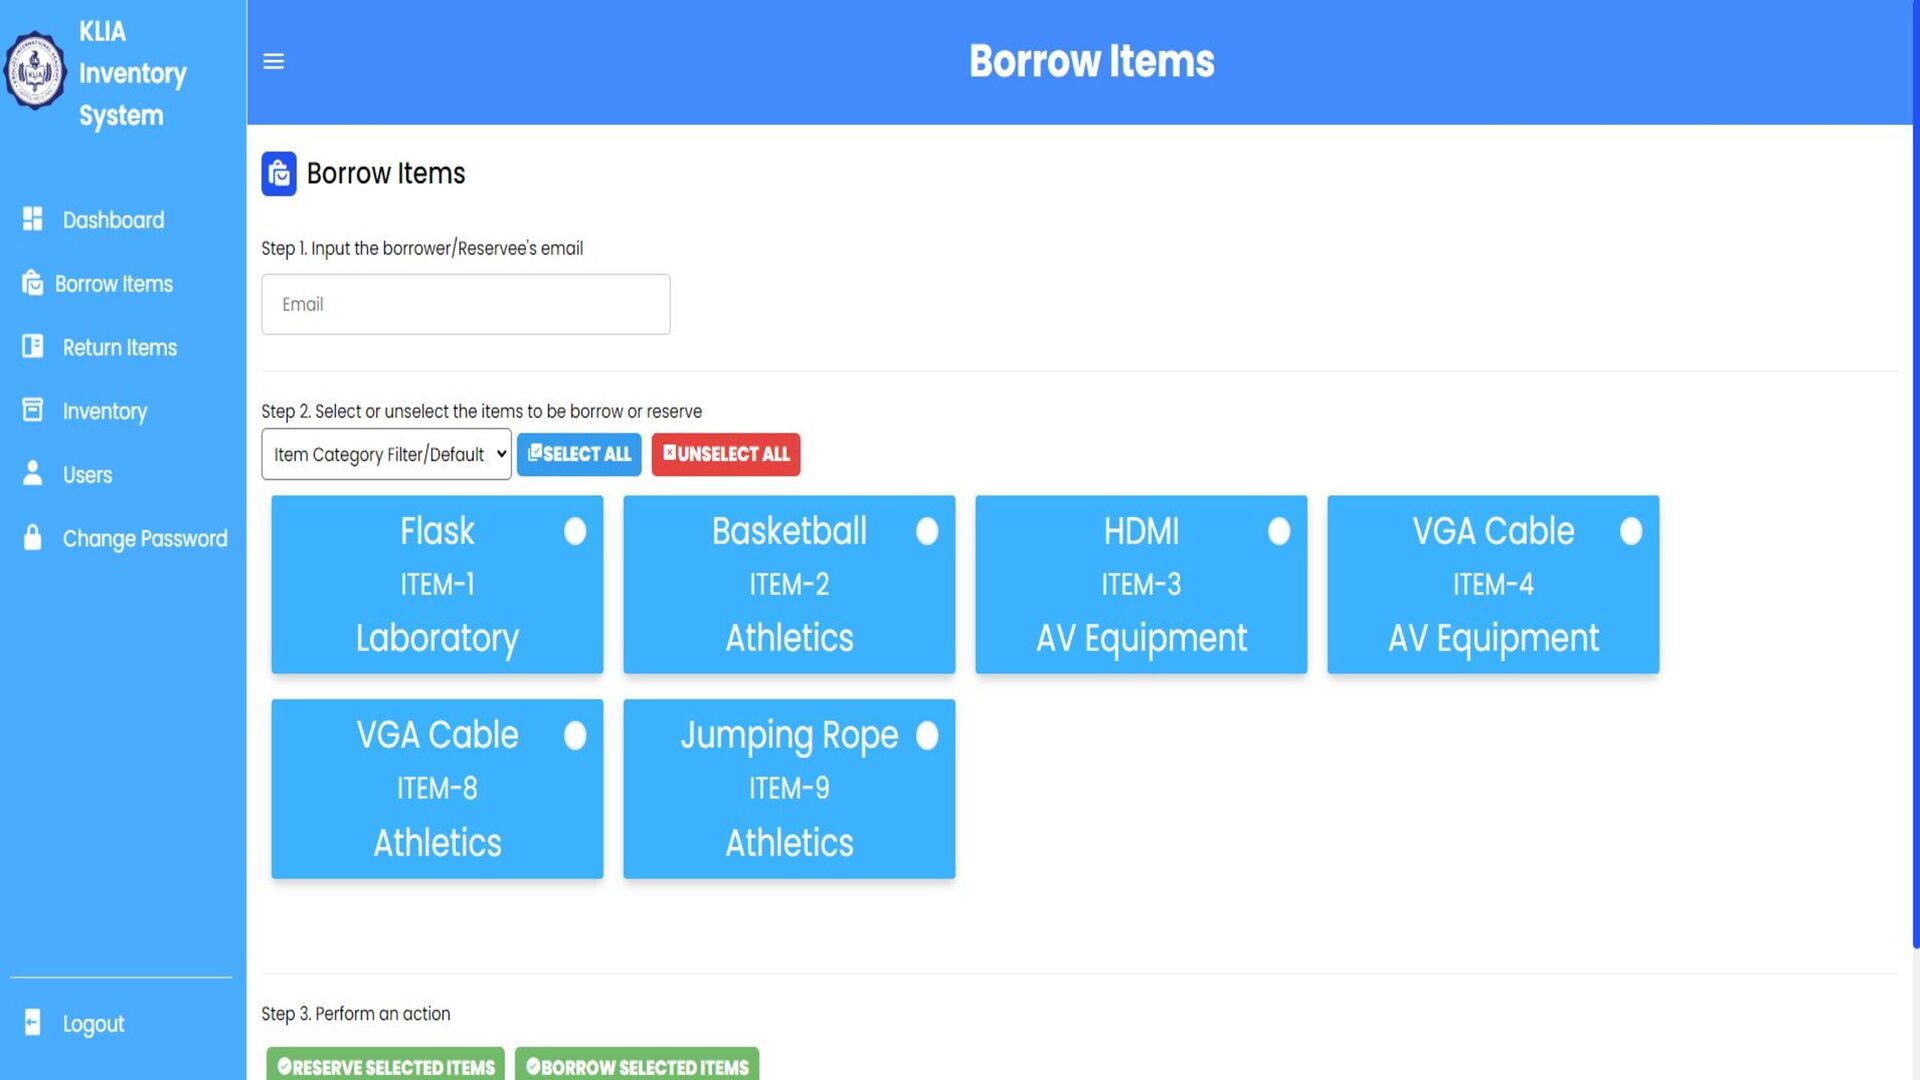 KLIA
Inventory
System
Dashboard
Borrow Items
Return Items
Inventory
Users
Change Password
Logout
Borrow Items
Borrow Items
Step 1. Input the borrower/Reservee's email
Email
Step 2. Select or unselect the items to be borrow or reserve
Item Category Filter/Default
SELECT ALL
UNSELECT ALL
Flask
ITEM-1
Laboratory
Basketball
ITEM-2
Athletics
HDMI
ITEM-3
AV Equipment
VGA Cable
ITEM-4
AV Equipment
VGA Cable
ITEM-8
Athletics
Jumping Rope
ITEM-9
Athletics
Step 3. Perform an action
RESERVE SELECTED ITEMS
BORROW SELECTED ITEMS